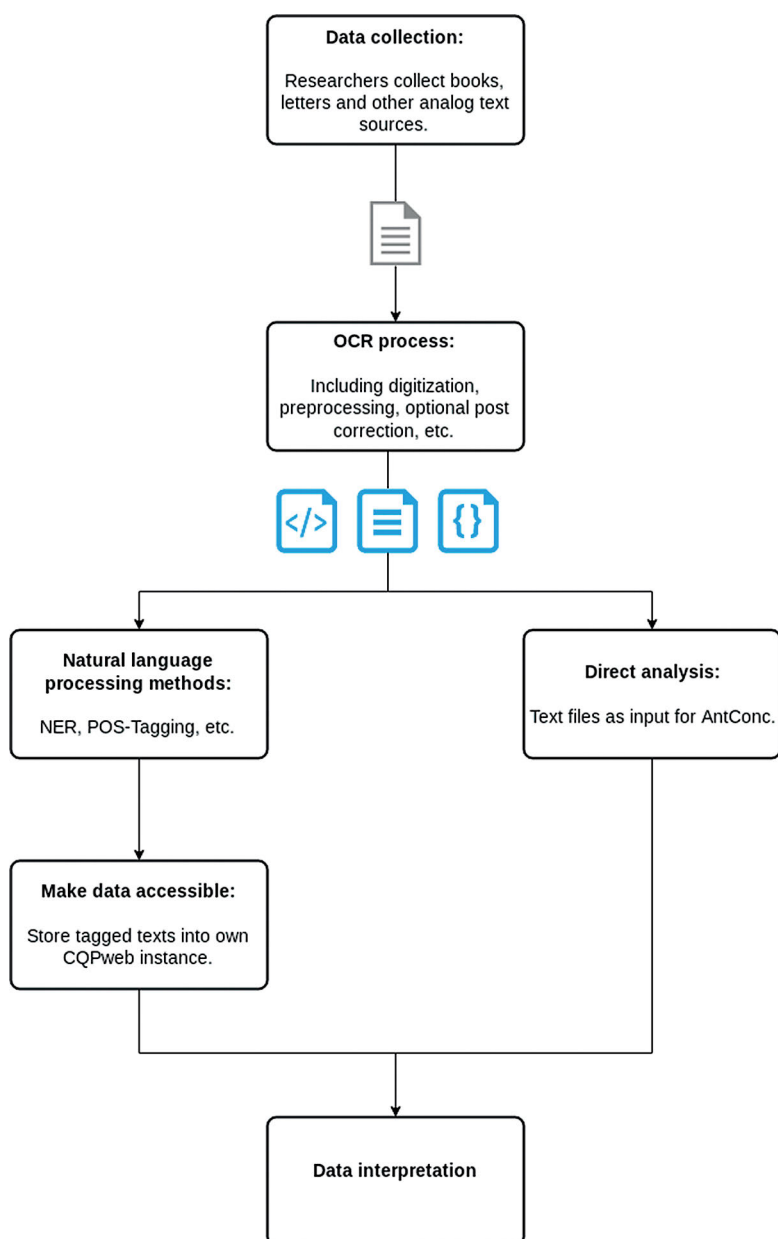 Data collection:
Researchers collect books,
letters and other analog text
sources.
OCR process:
Including digitization,
preprocessing, optional post
correction, etc.
</>
{}
Natural language
processing methods:
NER, POS-Tagging, etc.
Direct analysis:
Text files as input for AntConc.
Make data accessible:
Store tagged texts into own
CQPweb instance.
Data interpretation